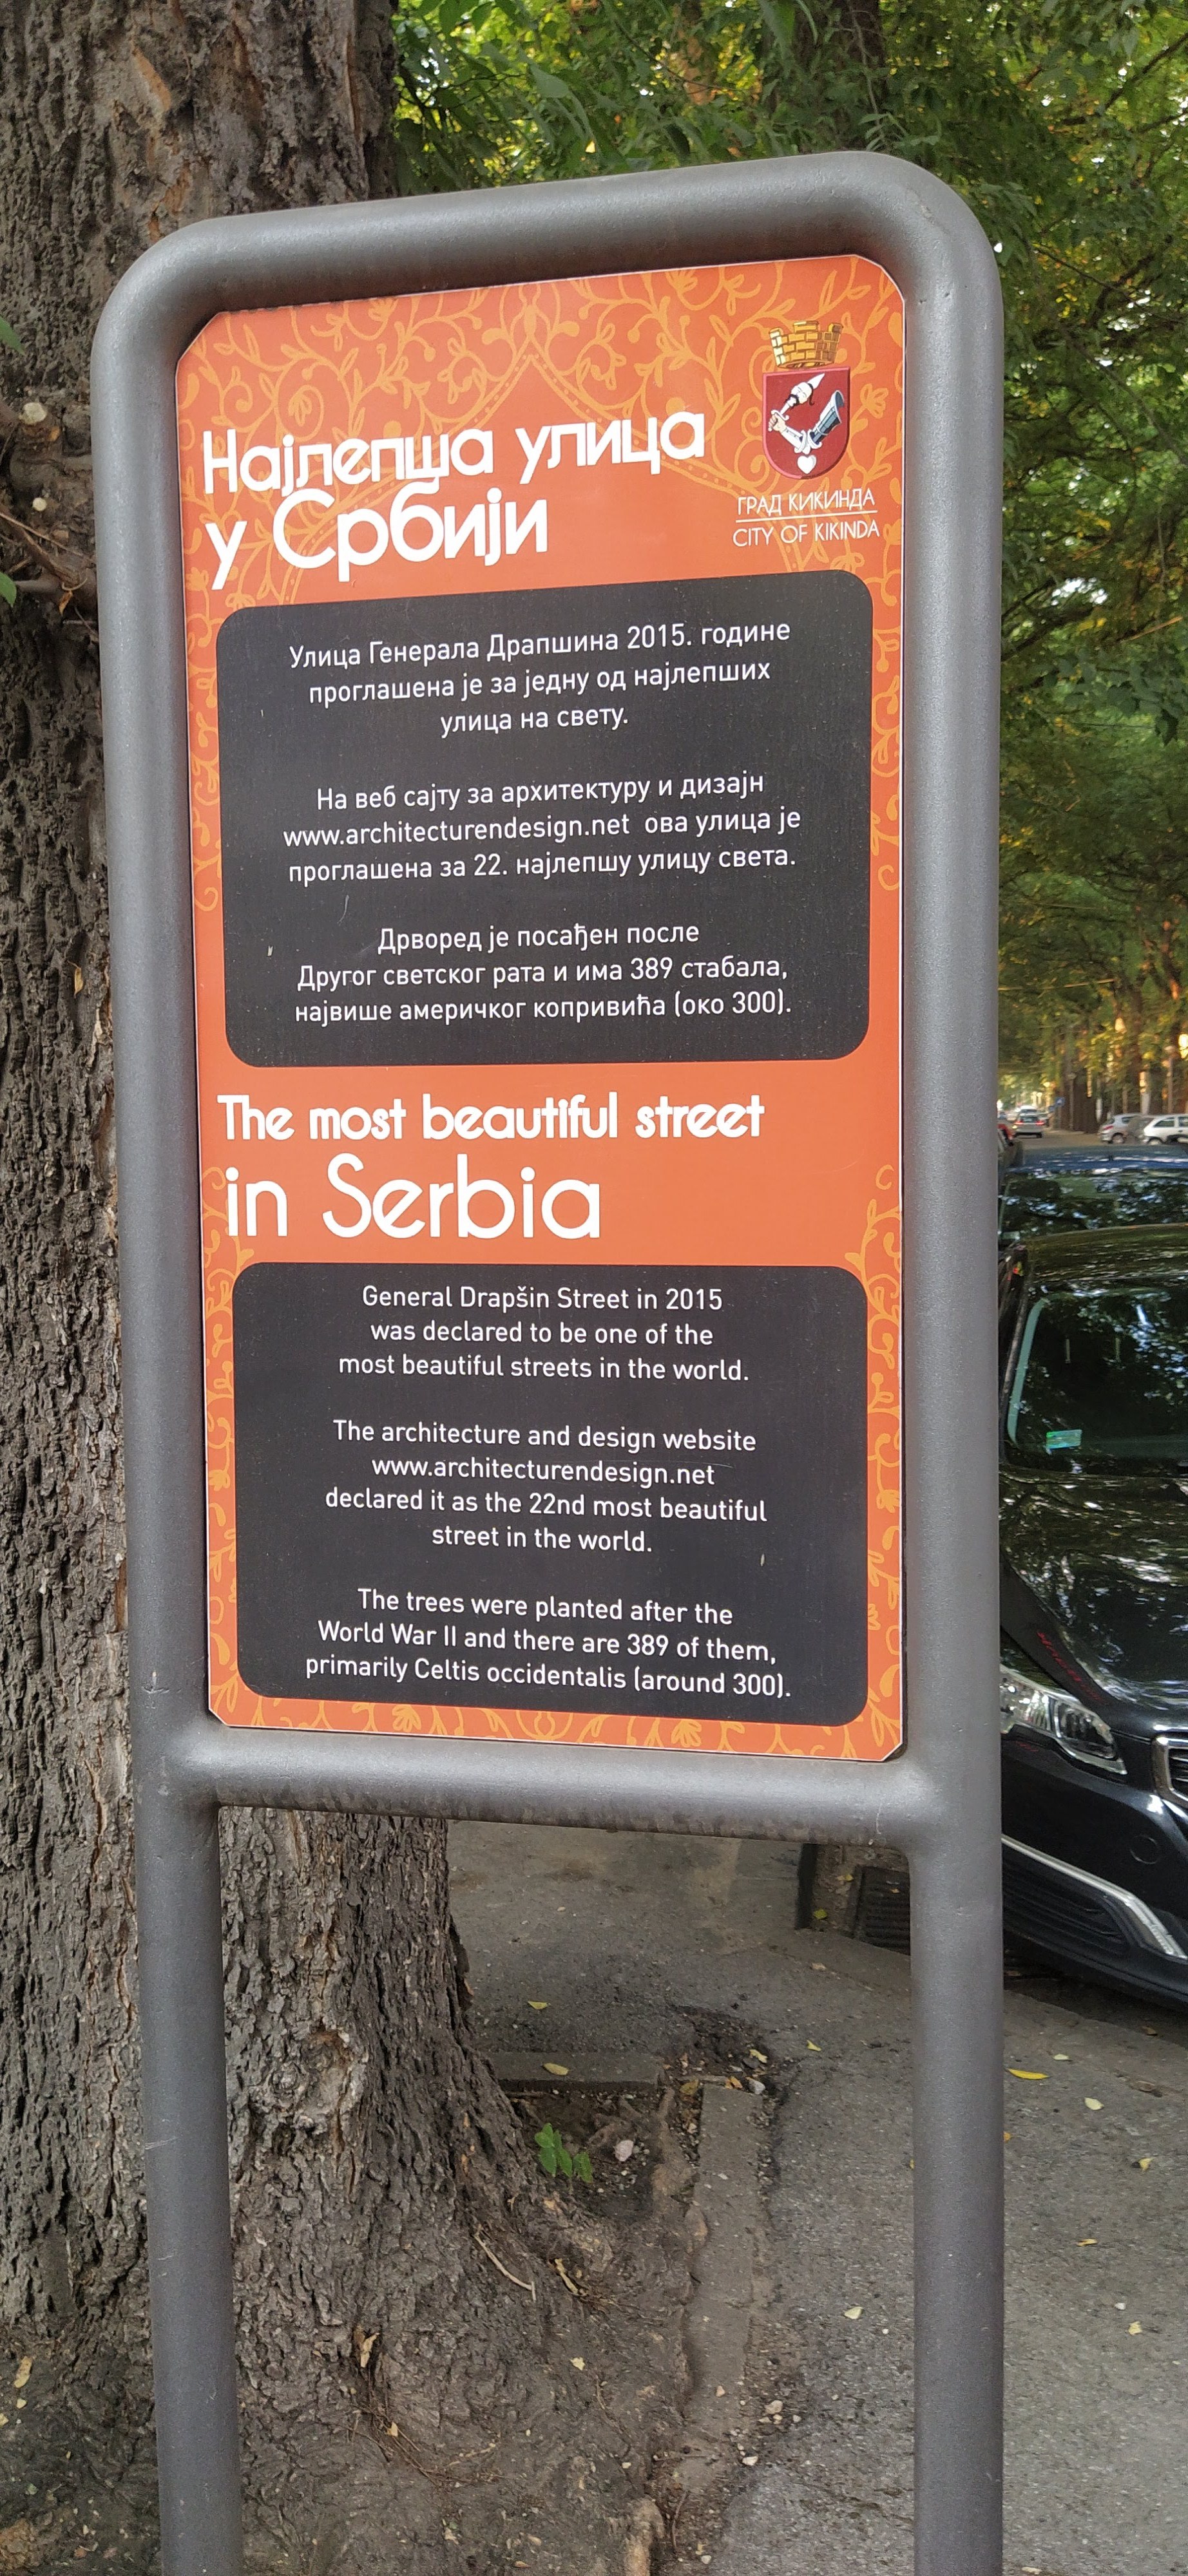 Најлепша улица
у Србији
ГРАД КИКИНДА
CITY OF KIKINDA
Улица Генерала Драпшина 2015. године
проглашена је за једну од најлепших
улица на свету.
На веб сајту за архитектуру и дизајн
www.architecturendesign.net ова улица је
проглашена за 22. најлепшу улицу света.
Дрворед је посађен после
Другог светског рата и има 389 стабала,
највише америчког копривића (око 300).
The most beautiful street
in Serbia
General Drapšin Street in 2015
was declared to be one of the
most beautiful streets in the world.
The architecture and design website
www.architecturendesign.net
declared it as the 22nd most beautiful
street in the world.
The trees were planted after the
World War II and there are 389 of them,
primarily Celtis occidentalis (around 300).